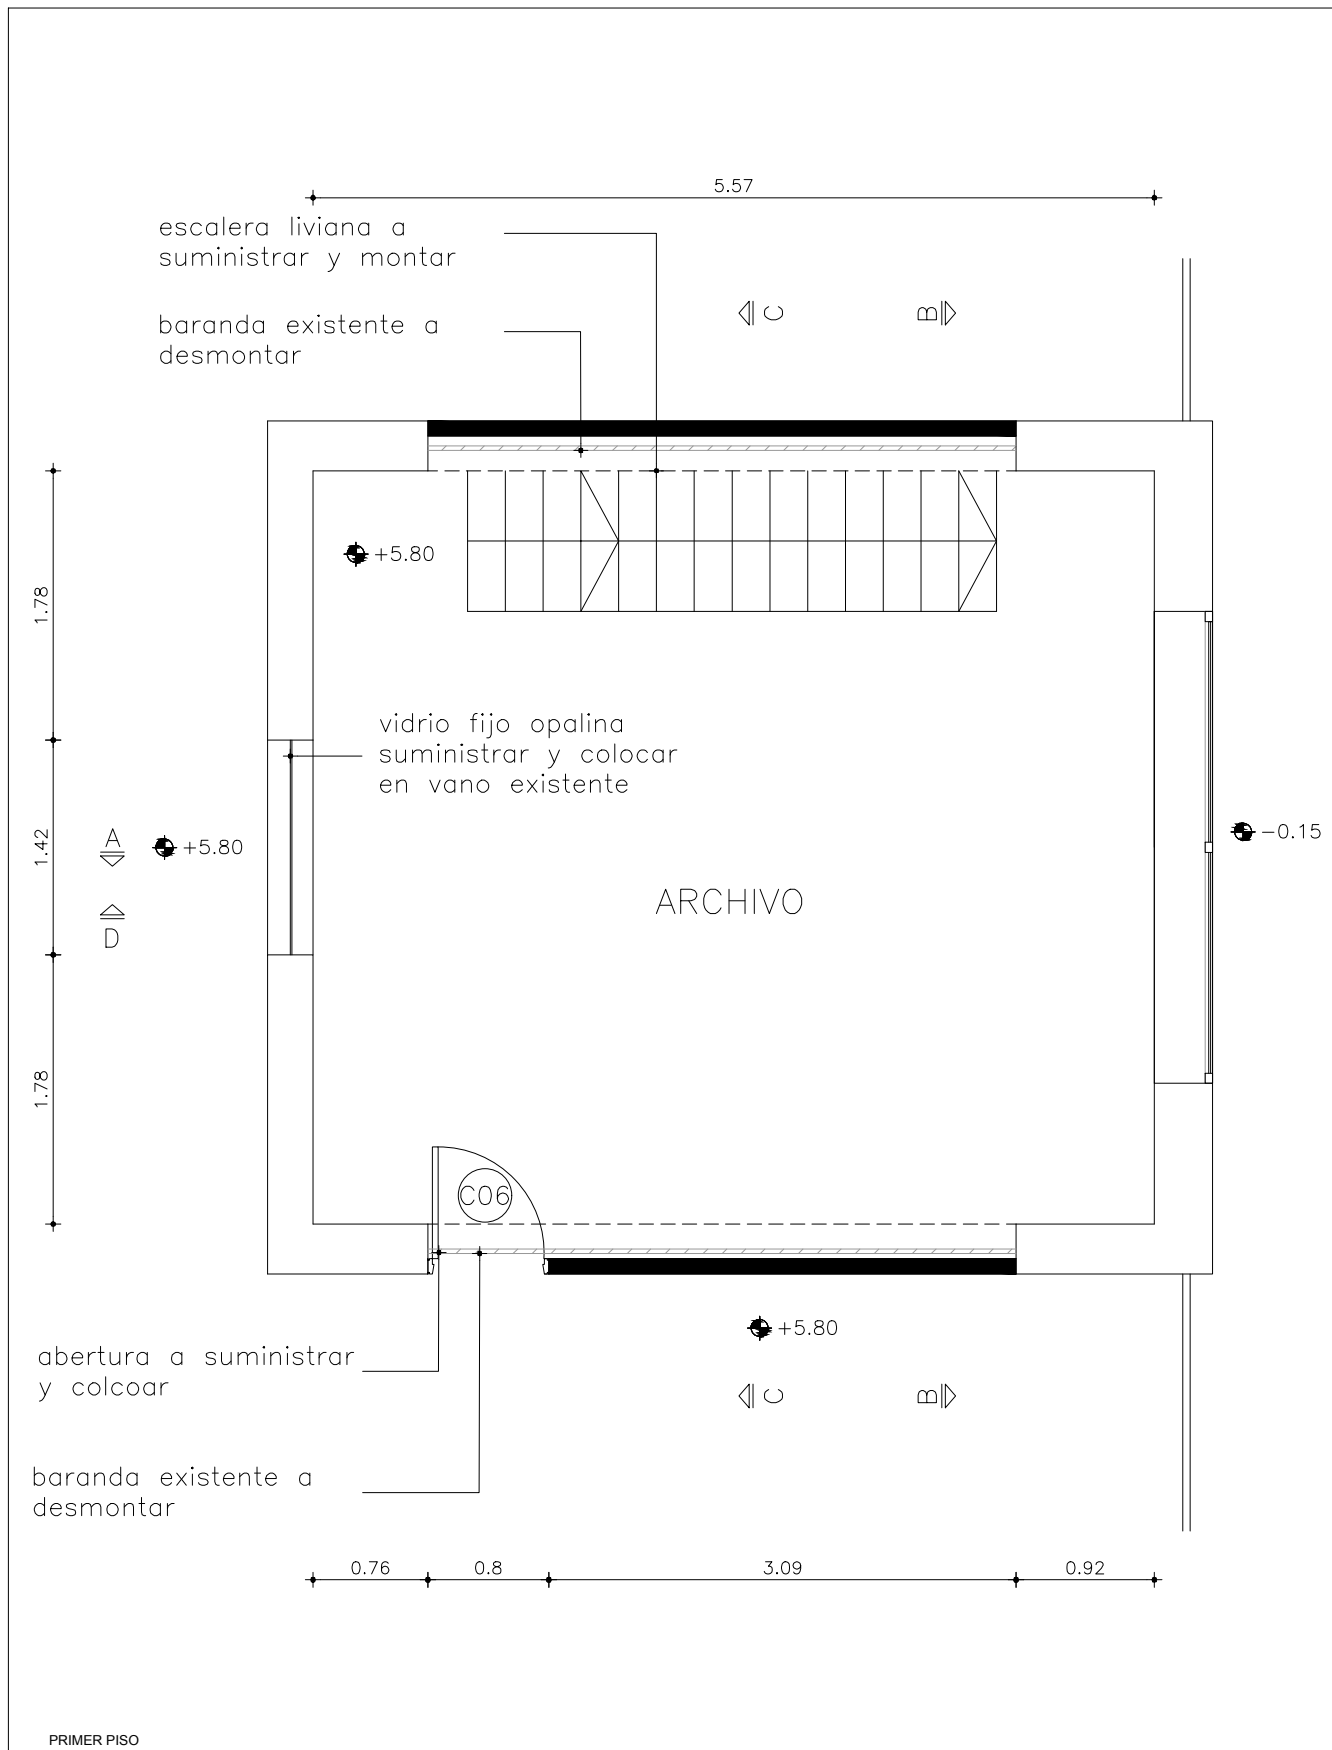 5.57
escalera liviana a
suministrar y montar
C
B
baranda existente a
desmontar
+5.80
1.78
vidrio fijo opalina
suministrar y colocar
en vano existente
A
1.42
+5.80
-0.15
ARCHIVO
D
1.78
C06
+5.80
abertura a suministrar
y colcoar
C
B
baranda existente a
desmontar
0.76
0.8
3.09
0.92
PRIMER PISO